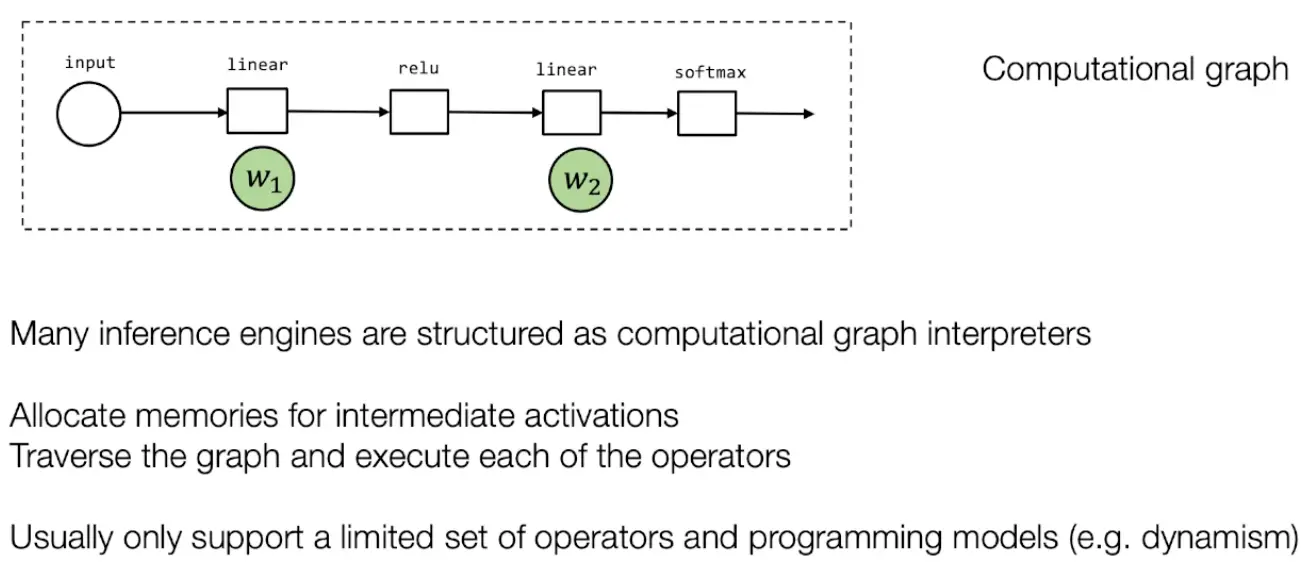 input
linear
relu
linear
softmax
Computational graph
w₁
w₂
Many inference engines are structured as computational graph interpreters
Allocate memories for intermediate activations
Traverse the graph and execute each of the operators
Usually only support a limited set of operators and programming models (e.g. dynamism)